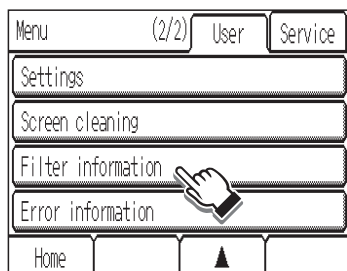 Menu (2/2) User Service
Settings
Screen cleaning
Filter information
Error information
Home